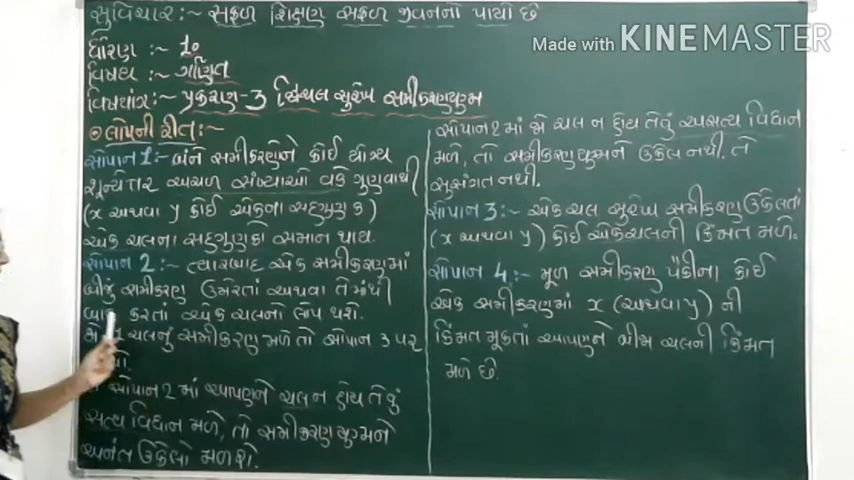 સુવિચાર :- સફળ શિક્ષણ સફળ જીવનનો પાયો છે
Made with KINEMASTER
ધોરણ :- 10
વિષય :- ગણિત
વિષયાંગ :- પ્રકરણ-3 દ્વિચલ સુરેખ સમીકરણયુગ્મ
લોપની રીત :-
સોપાન 1 :- બંને સમીકરણોને કોઈ યોગ્ય
શૂન્યેતર અચળ સંખ્યાઓ વડે ગુણવાથી
(x અથવા y કોઈ એકના સહગુણક)
એક ચલના સહગુણકો સમાન થાય.
સોપાન 2 :- ત્યારબાદ એક સમીકરણમાં
બીજુ સમીકરણ ઉમેરતાં અથવા તેમાંથી
કરતાં એક ચલનો લોપ થશે.
ચલનું સમીકરણ મળે તો સોપાન 3 પર
સોપાન 2 માં આપણને ચલ ન હોય તેવું
સત્ય વિધાન મળે, તો સમીકરણ યુગ્મને
અનંત ઉકેલો મળશે.
સોપાન 2 માં જો ચલ ન હોય તેવું અસત્ય વિધાન
મળે, તો સમીકરણયુગ્મને ઉકેલ નથી. તે
સુસંગત નથી.
સોપાન 3 :- એક ચલ સુરેખ સમીકરણ ઉકેલતાં
(x અથવા y) કોઈ એકચલની કિંમત મળે.
સોપાન 4 :- મૂળ સમીકરણ પૈકીના કોઈ
એક સમીકરણમાં x (અથવા y) ની
કિંમત મૂકતાં આપણને બીજા ચલની કિંમત
મળે છે.